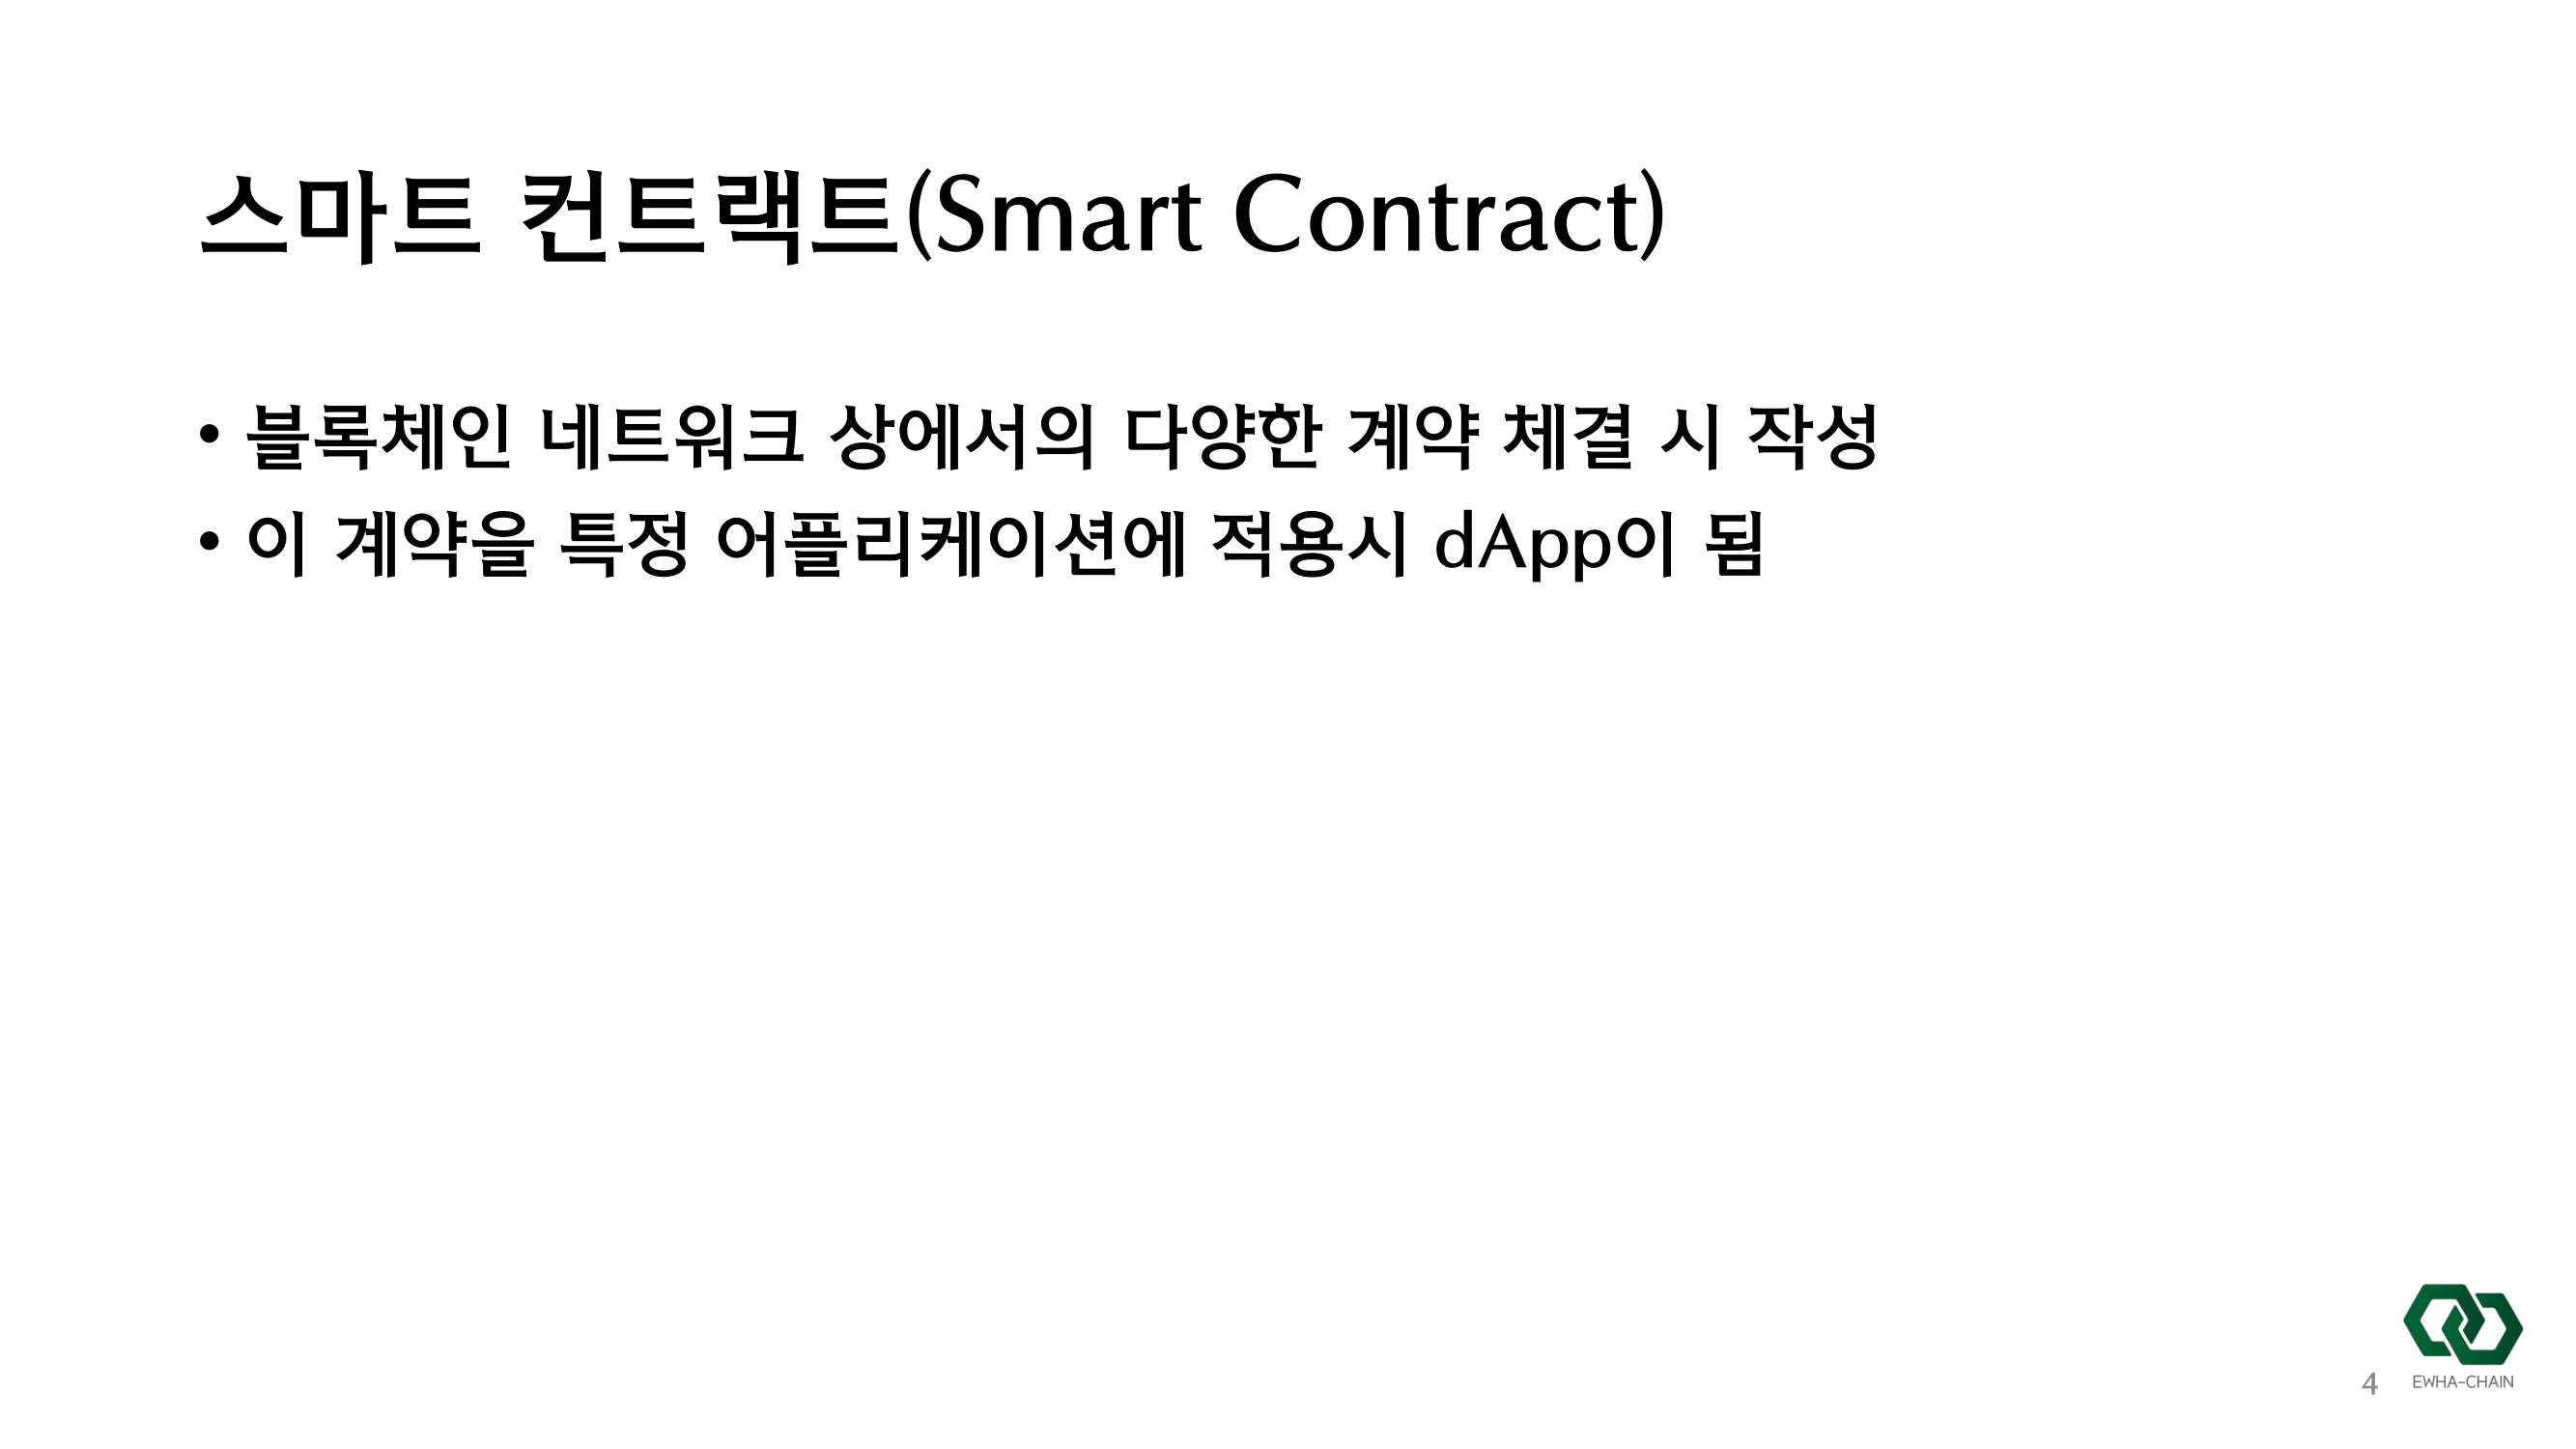 스마트 컨트랙트(Smart Contract)
• 블록체인 네트워크 상에서의 다양한 계약 체결 시 작성
• 이 계약을 특정 어플리케이션에 적용시 dApp이 됨
4
EWHA-CHAIN